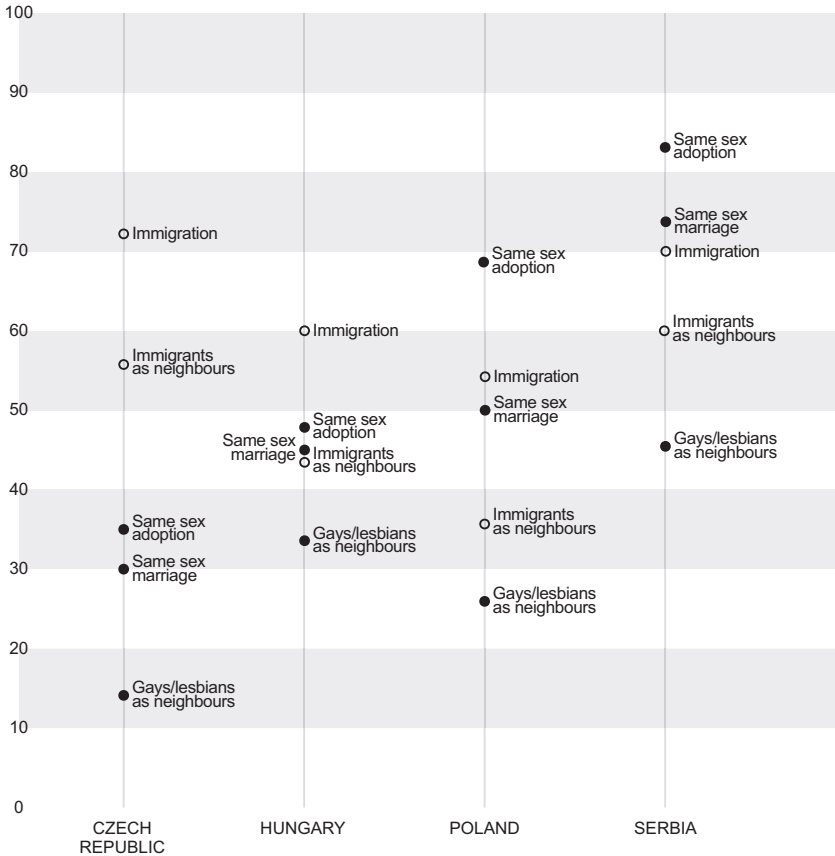 100
90
80
70
60
50
40
30
20
10
0
Immigration
Immigrants
as neighbours
Same sex
adoption
Same sex
marriage
Gays/lesbians
as neighbours
CZECH
REPUBLIC
Immigration
Same sex
adoption
Same sex
marriage
Immigrants
as neighbours
Gays/lesbians
as neighbours
HUNGARY
Same sex
adoption
Immigration
Same sex
marriage
Immigrants
as neighbours
Gays/lesbians
as neighbours
POLAND
Same sex
adoption
Same sex
marriage
Immigration
Immigrants
as neighbours
Gays/lesbians
as neighbours
SERBIA